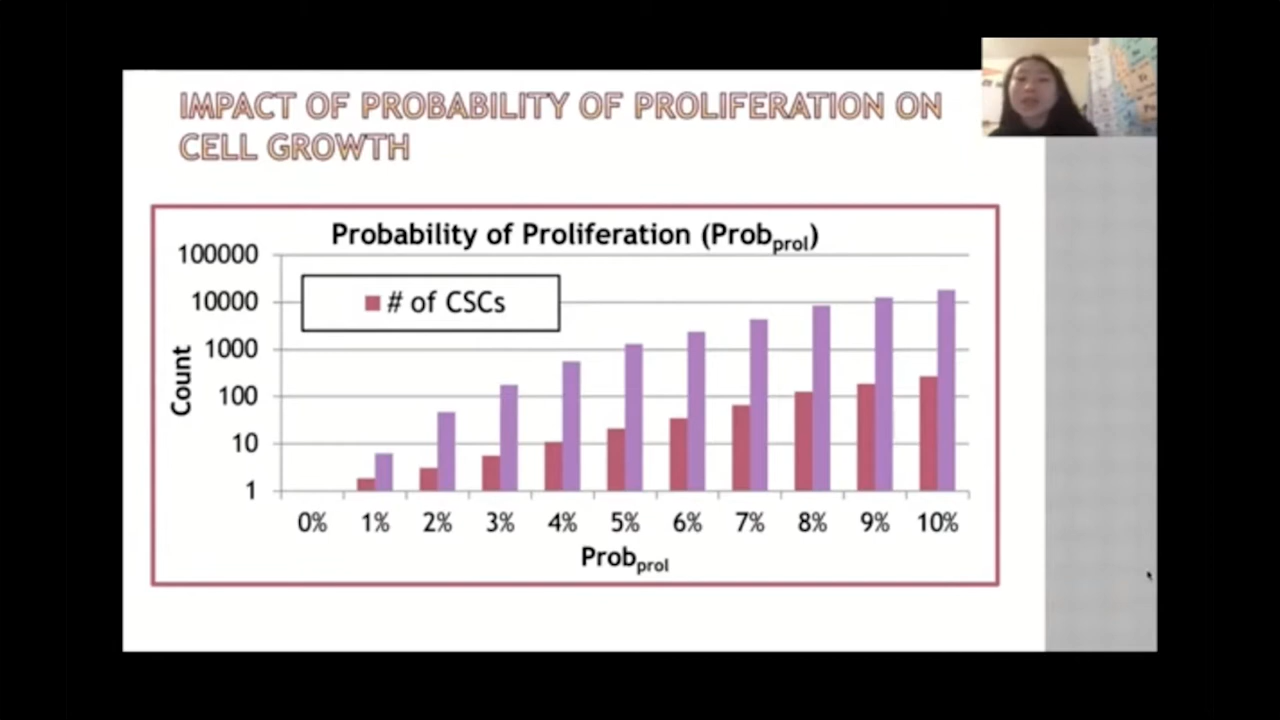 IMPACT OF PROBABILITY OF PROLIFERATION ON
CELL GROWTH
Probability of Proliferation (Probprol)
# of CSCs
Count
100000
10000
1000
100
10
1
0% 1% 2% 3% 4% 5% 6% 7% 8% 9% 10%
Probprol